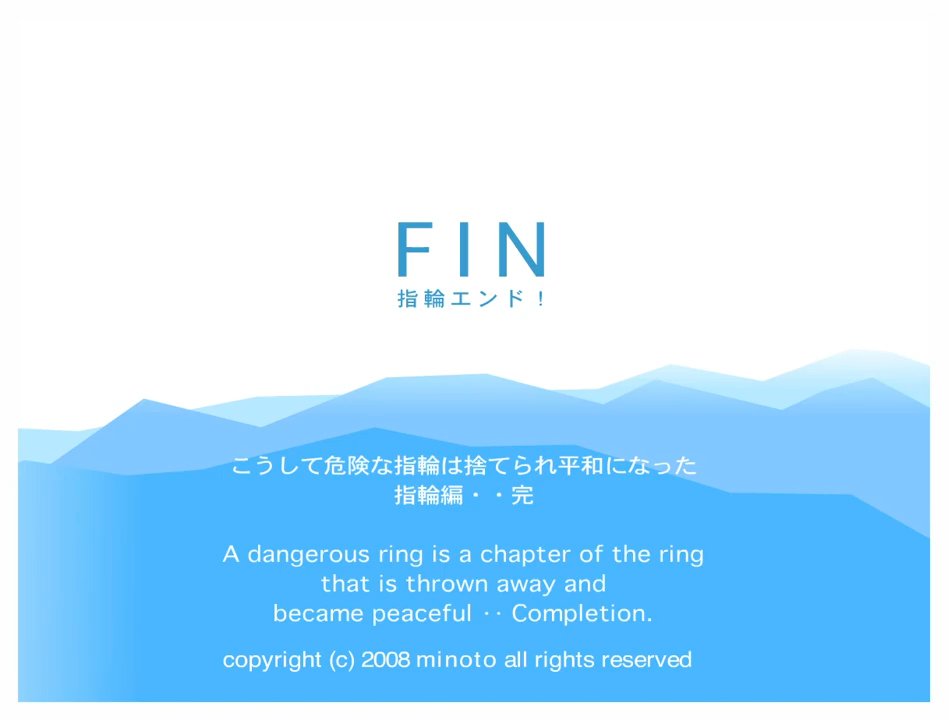 FIN
指輪エンド！
こうして危険な指輪は捨てられ平和になった
指輪編・・完
A dangerous ring is a chapter of the ring
that is thrown away and
became peaceful ･･ Completion.
copyright (c) 2008 minoto all rights reserved